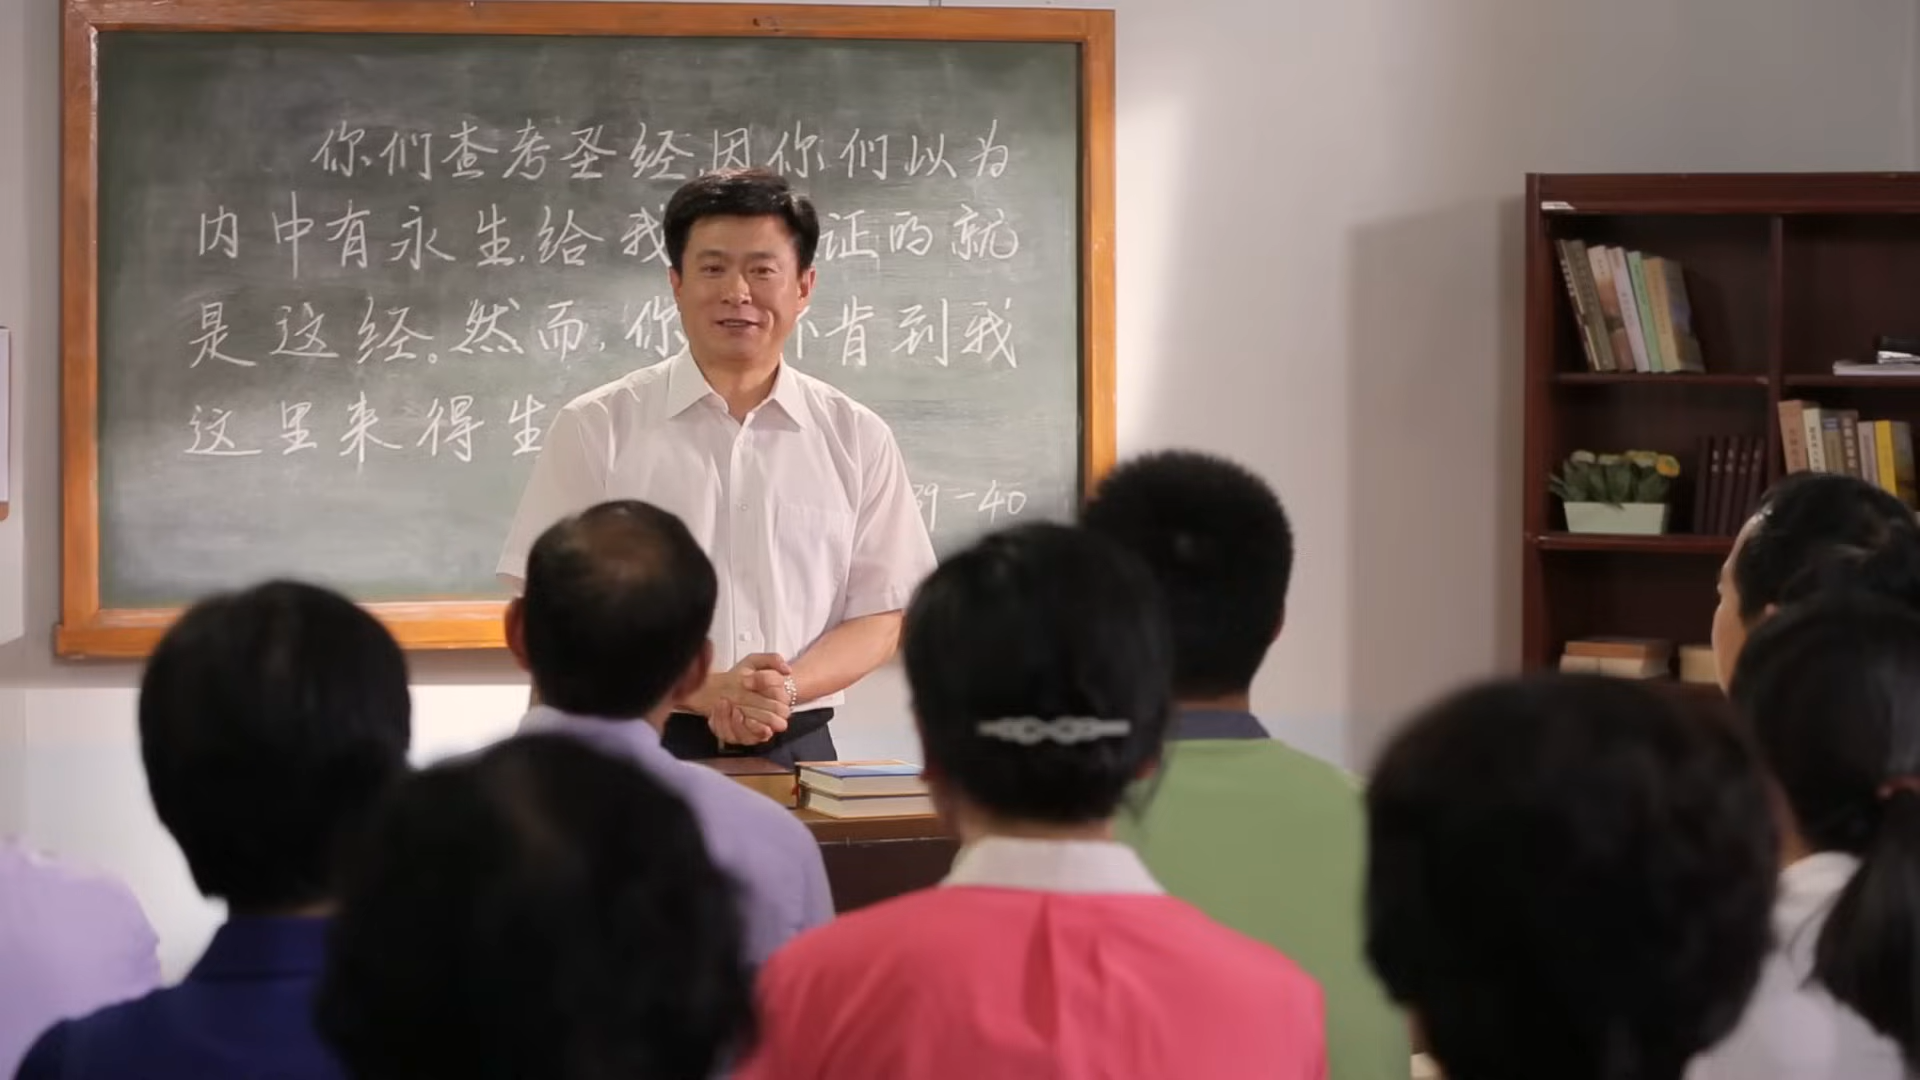 你们查考圣经,因你们以为
内中有永生,给我 证的就
是这经。然而,你 肯到我
这里来得生
39-40